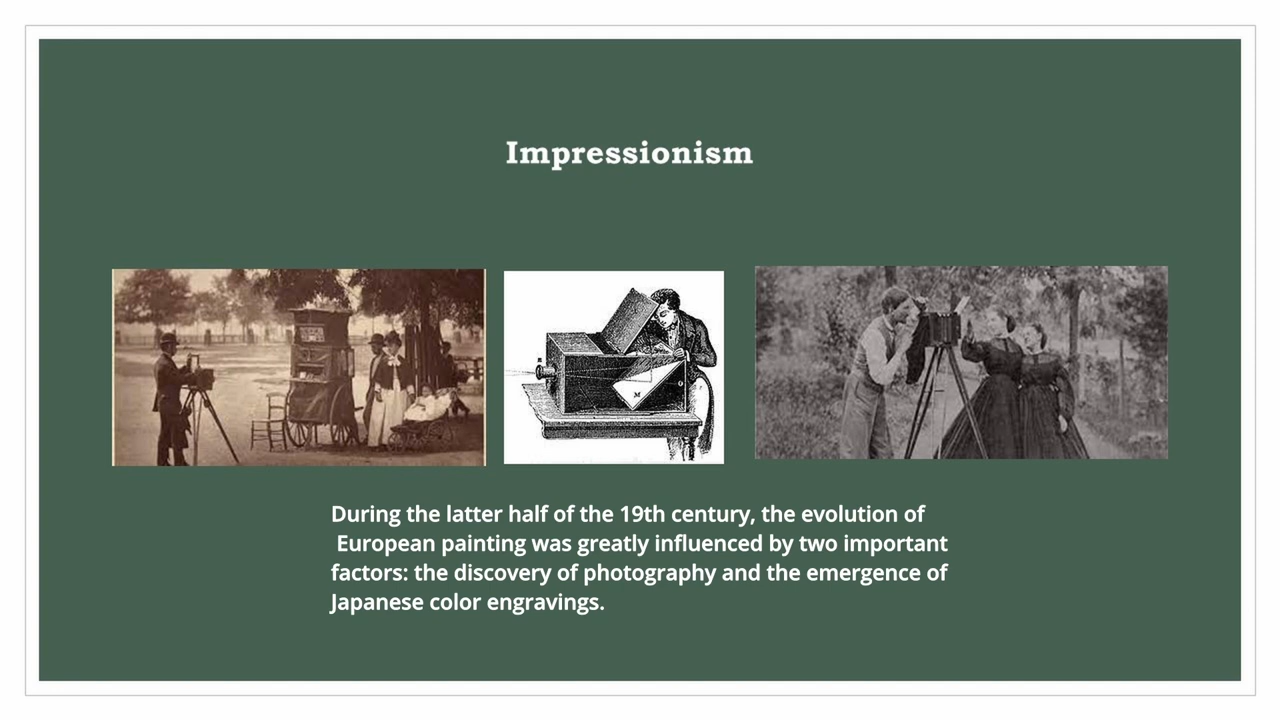 Impressionism
During the latter half of the 19th century, the evolution of
European painting was greatly influenced by two important
factors: the discovery of photography and the emergence of
Japanese color engravings.